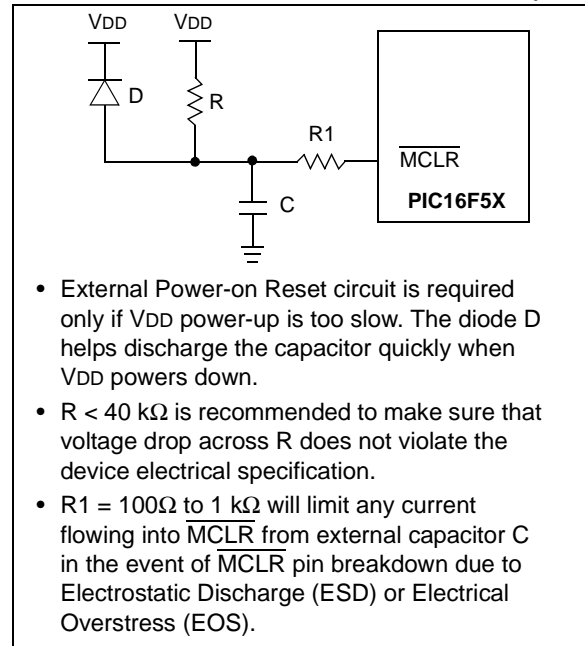 VDD VDD
D
R
R1
MCLR
PIC16F5X
C
• External Power-on Reset circuit is required
only if VDD power-up is too slow. The diode D
helps discharge the capacitor quickly when
VDD powers down.
• R < 40 kΩ is recommended to make sure that
voltage drop across R does not violate the
device electrical specification.
• R1 = 100Ω to 1 kΩ will limit any current
flowing into MCLR from external capacitor C
in the event of MCLR pin breakdown due to
Electrostatic Discharge (ESD) or Electrical
Overstress (EOS).